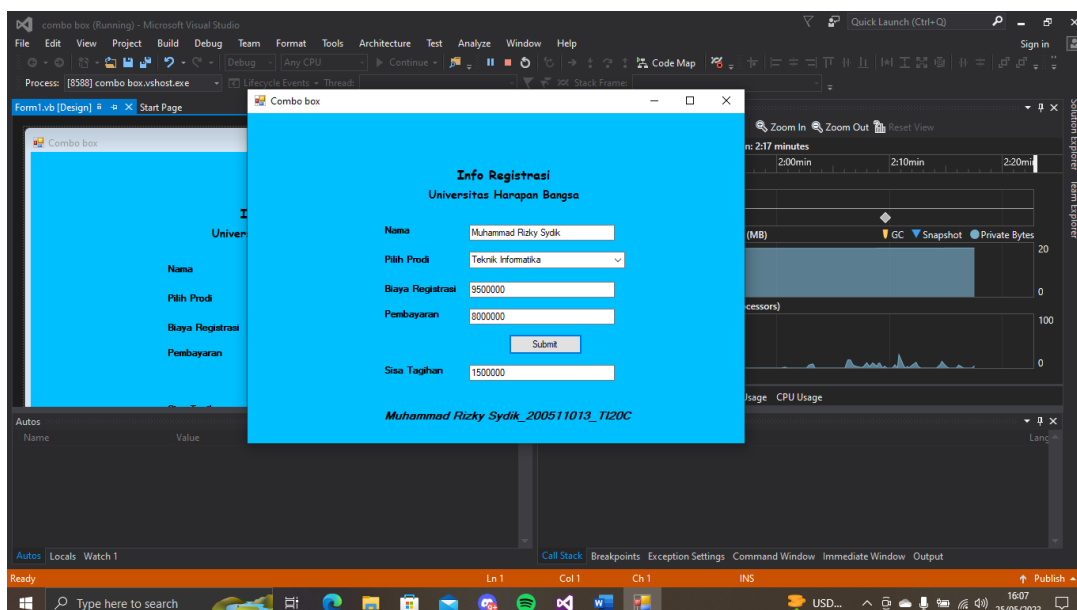 combo box (Running) - Microsoft Visual Studio
Quick Launch (Ctrl+Q)
File Edit View Project Build Debug Team Format Tools Architecture Test Analyze Window Help
Sign in
Debug Any CPU Continue Code Map
Process: [8588] combo box.vshost.exe Lifecycle Events Thread: Stack Frame:
Form1.vb [Design] Start Page
Combo box
Zoom In Zoom Out Reset View
Combo box
n: 2:17 minutes
2:00min 2:10min 2:20mi
Info Registrasi
Universitas Harapan Bangsa
I
Univer
Nama Muhammad Rizky Sydik
(MB) GC Snapshot Private Bytes
20
Pilih Prodi Teknik Informatika
Nama
Biaya Registrasi 9500000
0
Pilih Prodi
cessors)
Pembayaran 8000000
100
Biaya Registrasi
Submit
Pembayaran
0
Sisa Tagihan 1500000
Usage CPU Usage
Muhammad Rizky Sydik_200511013_TI20C
Autos
Name Value
Lang
Autos Locals Watch 1
Call Stack Breakpoints Exception Settings Command Window Immediate Window Output
Solution Explorer
Team Explorer
Ready Ln 1 Col 1 Ch 1 INS Publish
Type here to search
USD...
16:07
25/05/2022